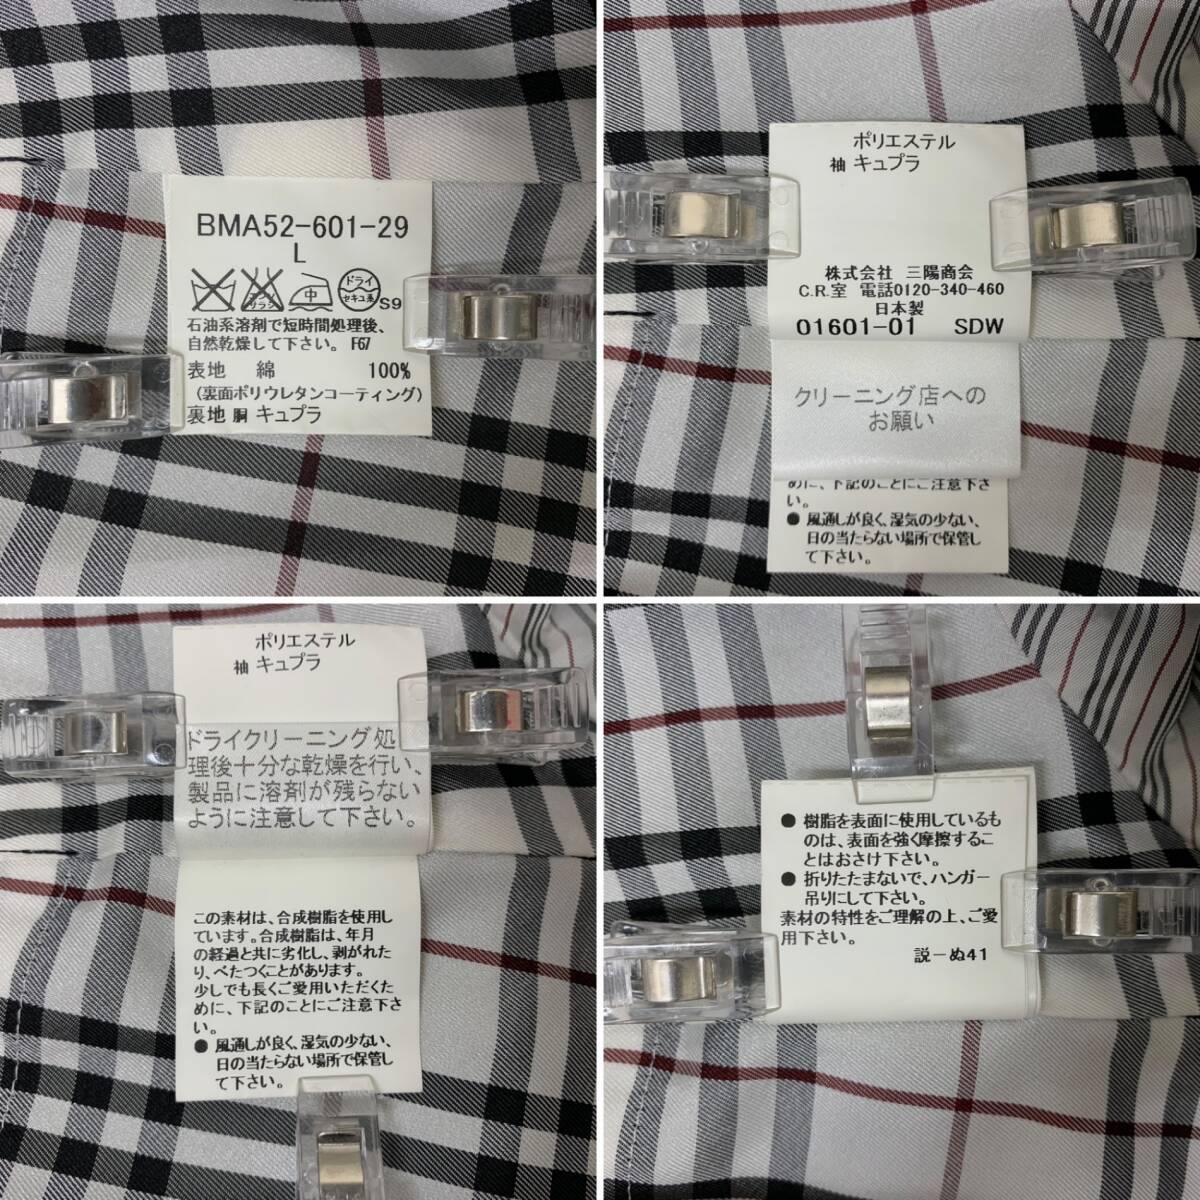 BMA52-601-29
L
ドライ
セキユ系
中
S9
石油系溶剤で短時間処理後、
自然乾燥して下さい。 F67
表地 綿 100%
(裏面ポリウレタンコーティング)
裏地 胴 キュプラ
ポリエステル
袖 キュプラ
株式会社 三陽商会
C.R.室 電話0120-340-460
日本製
01601-01 SDW
クリーニング店への
お願い
めに、下記のことにご注意下さ
い。
● 風通しが良く、湿気の少ない、
日の当たらない場所で保管し
て下さい。
ポリエステル
袖 キュプラ
ドライクリーニング処
理後十分な乾燥を行い、
製品に溶剤が残らない
ように注意して下さい。
この素材は、合成樹脂を使用し
ています。合成樹脂は、年月
の経過と共に劣化し、剥がれた
り、べたつくことがあります。
少しでも長くご愛用いただくた
めに、下記のことにご注意下さ
い。
● 風通しが良く、湿気の少ない、
日の当たらない場所で保管し
て下さい。
● 樹脂を表面に使用しているも
のは、表面を強く摩擦するこ
とはおさけ下さい。
● 折りたたまないで、ハンガー
吊りにして下さい。
素材の特性をご理解の上、ご愛
用下さい。
説－ぬ41